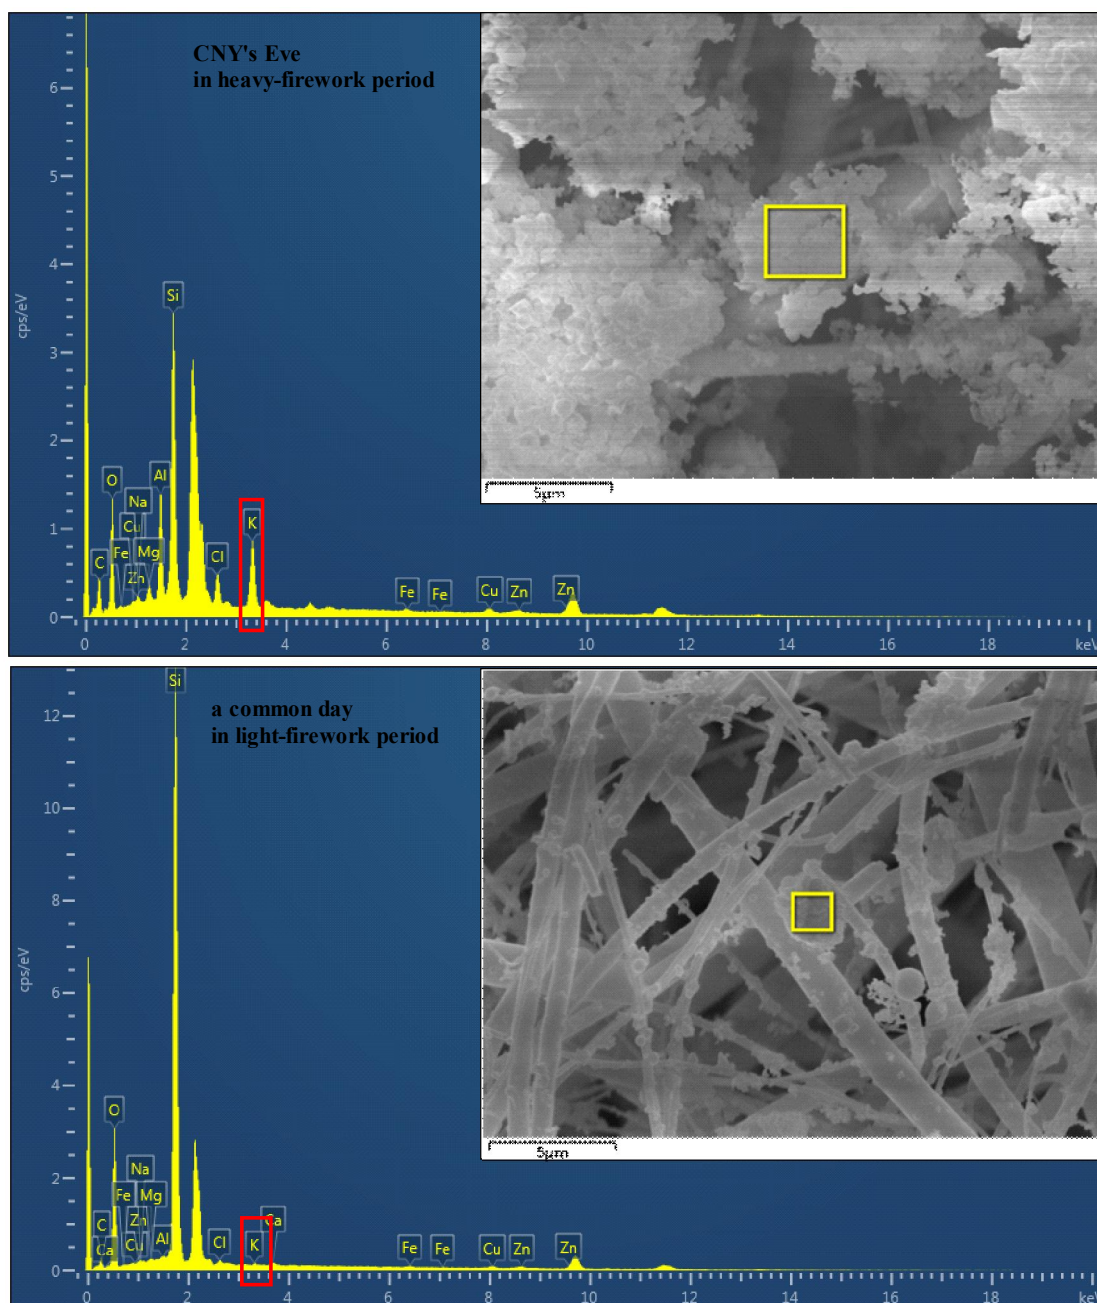 CNY's Eve
in heavy-firework period
6
5
4
3
2
1
0
cps/eV
Si
O
Al
Na
Cu
K
C
Fe
Mg
Cl
Zn
Fe
Fe
Cu
Zn
Zn
0
2
4
6
8
10
12
14
16
18
keV
5µm
a common day
in light-firework period
12
10
8
6
4
2
0
cps/eV
Si
O
Na
Fe
Mg
C
Zn
Ca
Ca
Cu
Al
Cl
K
Fe
Fe
Cu
Zn
Zn
0
2
4
6
8
10
12
14
16
18
keV
5µm